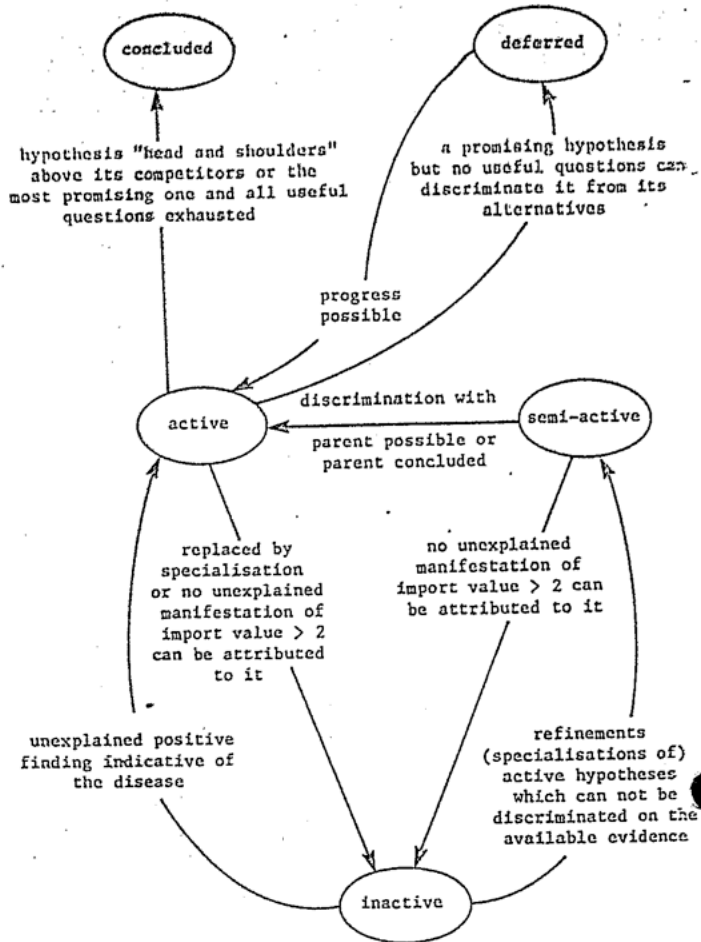 concluded
deferred
hypothesis "head and shoulders"
above its competitors or the
most promising one and all useful
questions exhausted
a promising hypothesis
but no useful questions can
discriminate it from its
alternatives
progress
possible
active
discrimination with
parent possible or
parent concluded
semi-active
replaced by
specialisation
or no unexplained
manifestation of
import value > 2
can be attributed
to it
no unexplained
manifestation of
import value > 2 can
be attributed to it
unexplained positive
finding indicative of
the disease
refinements
(specialisations of)
active hypotheses
which can not be
discriminated on the
available evidence
inactive